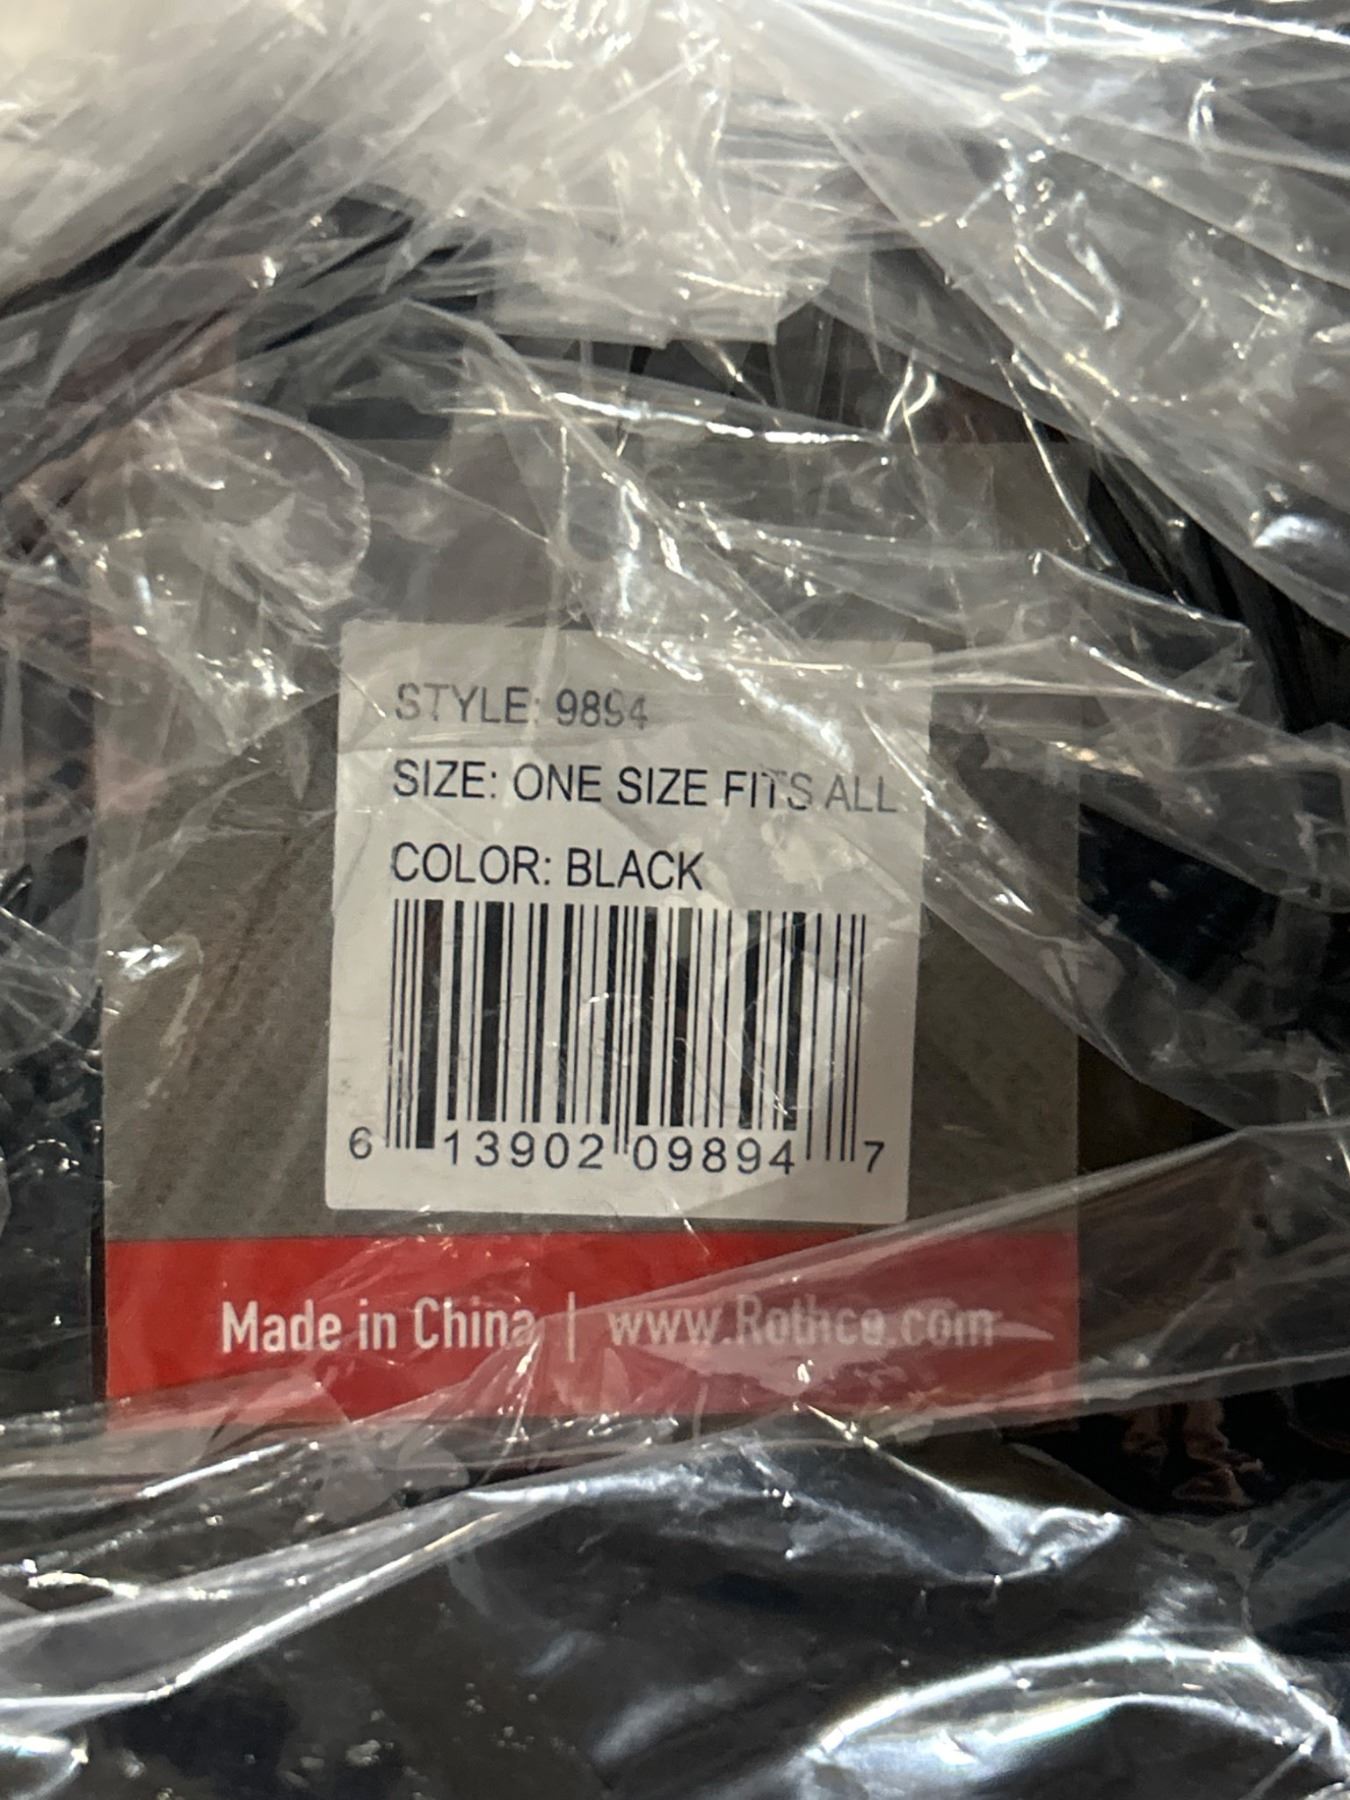 STYLE: 9894
SIZE: ONE SIZE FITS ALL
COLOR: BLACK
6 13902 09894 7
Made in China | www.Rothco.com